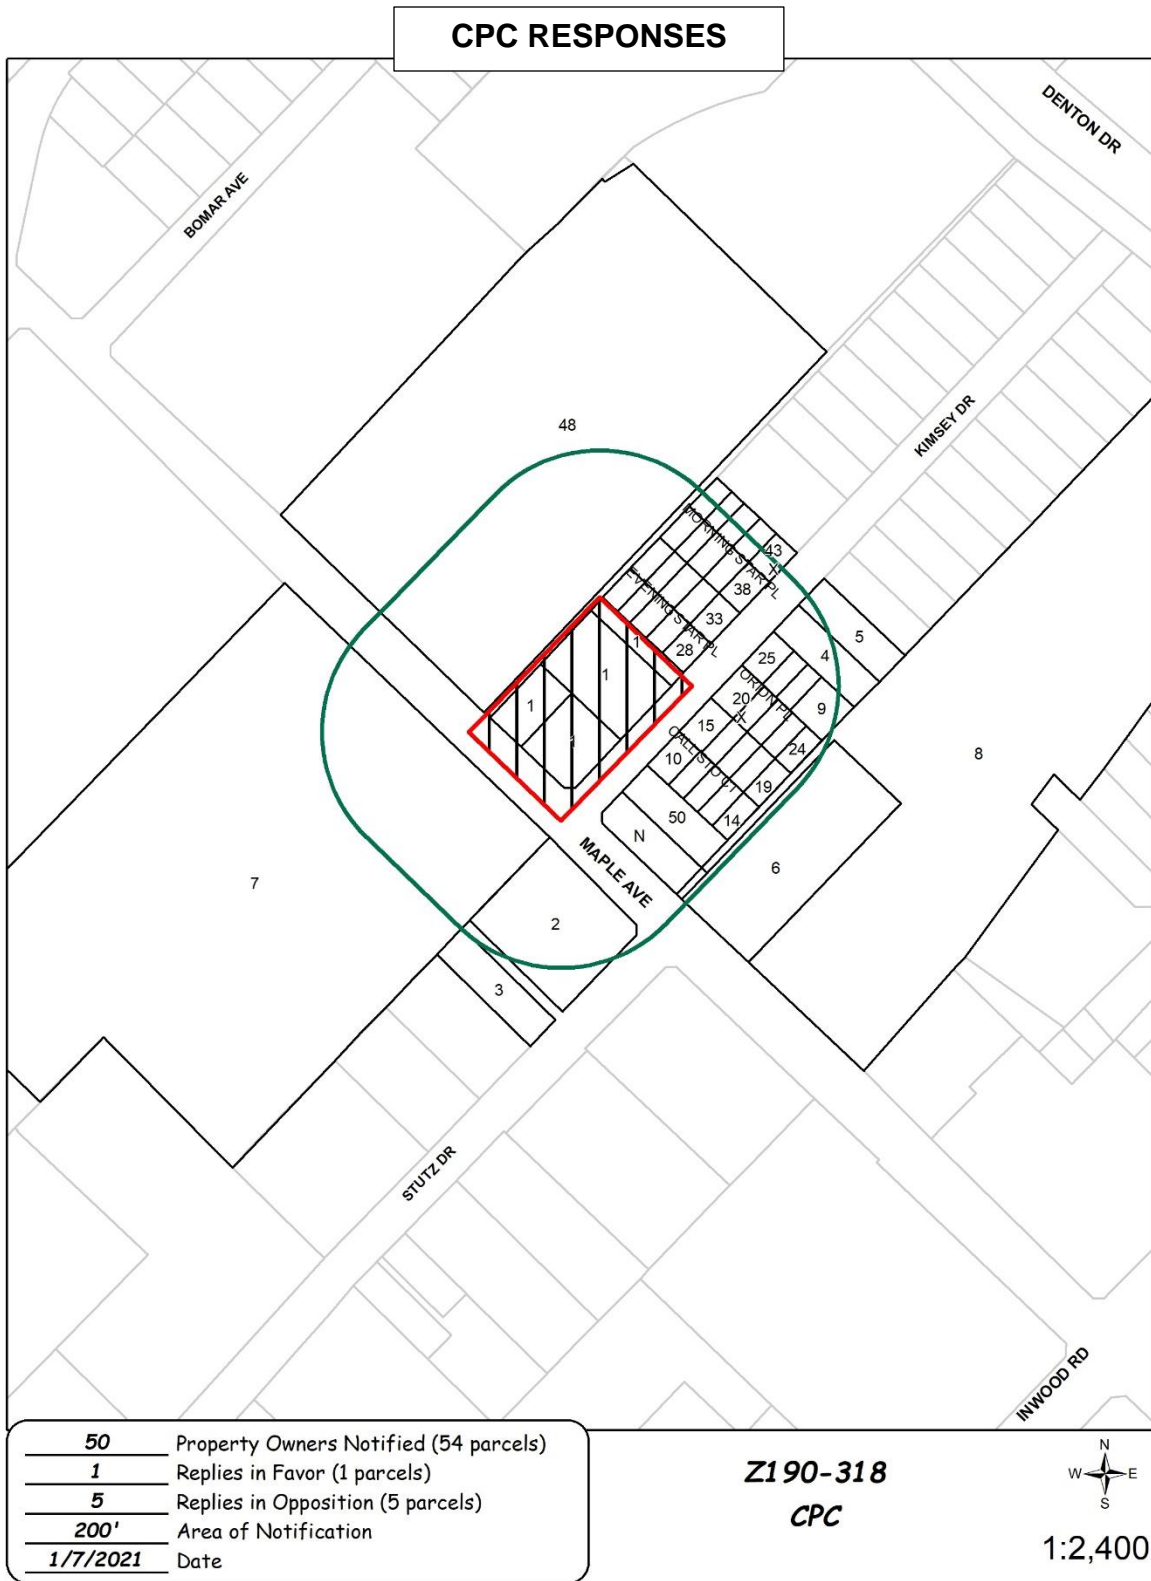 CPC RESPONSES
DENTON DR
BOMAR AVE
KIMSEY DR
48
MORNING STAR PL
43
38
EVENING STAR PL
33
28
1
1
1
1
5
4
25
ORION PL
20
9
15
24
CALLISTO CT
10
19
14
50
N
8
6
MAPLE AVE
7
2
3
STUTZ DR
INWOOD RD
50 Property Owners Notified (54 parcels)
1 Replies in Favor (1 parcels)
5 Replies in Opposition (5 parcels)
200' Area of Notification
1/7/2021 Date
Z190-318
CPC
N
W E
S
1:2,400